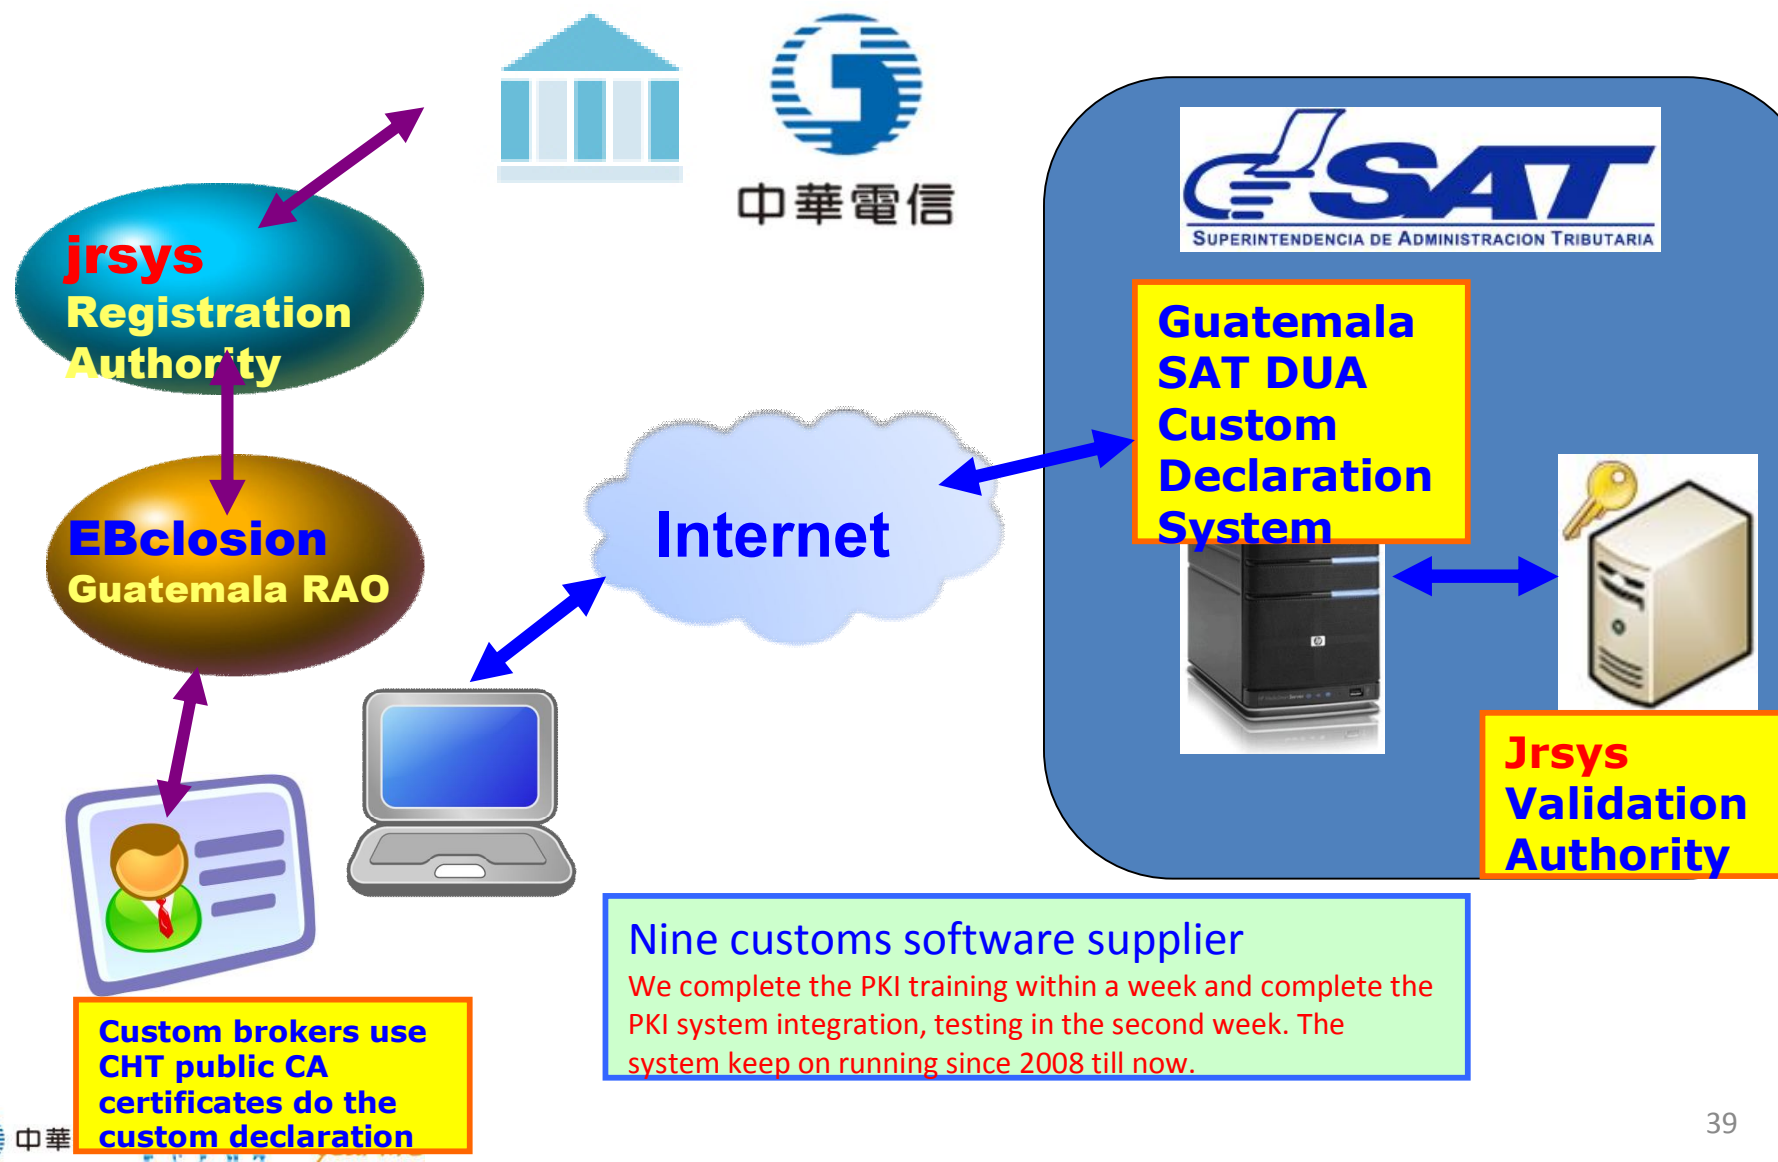 中華電信
SAT
SUPERINTENDENCIA DE ADMINISTRACION TRIBUTARIA
jrsys
Registration
Authority
Guatemala
SAT DUA
Custom
Declaration
System
Internet
EBclosion
Guatemala RAO
Jrsys
Validation
Authority
Nine customs software supplier
We complete the PKI training within a week and complete the
PKI system integration, testing in the second week. The
system keep on running since 2008 till now.
Custom brokers use
CHT public CA
certificates do the
custom declaration
中華
39